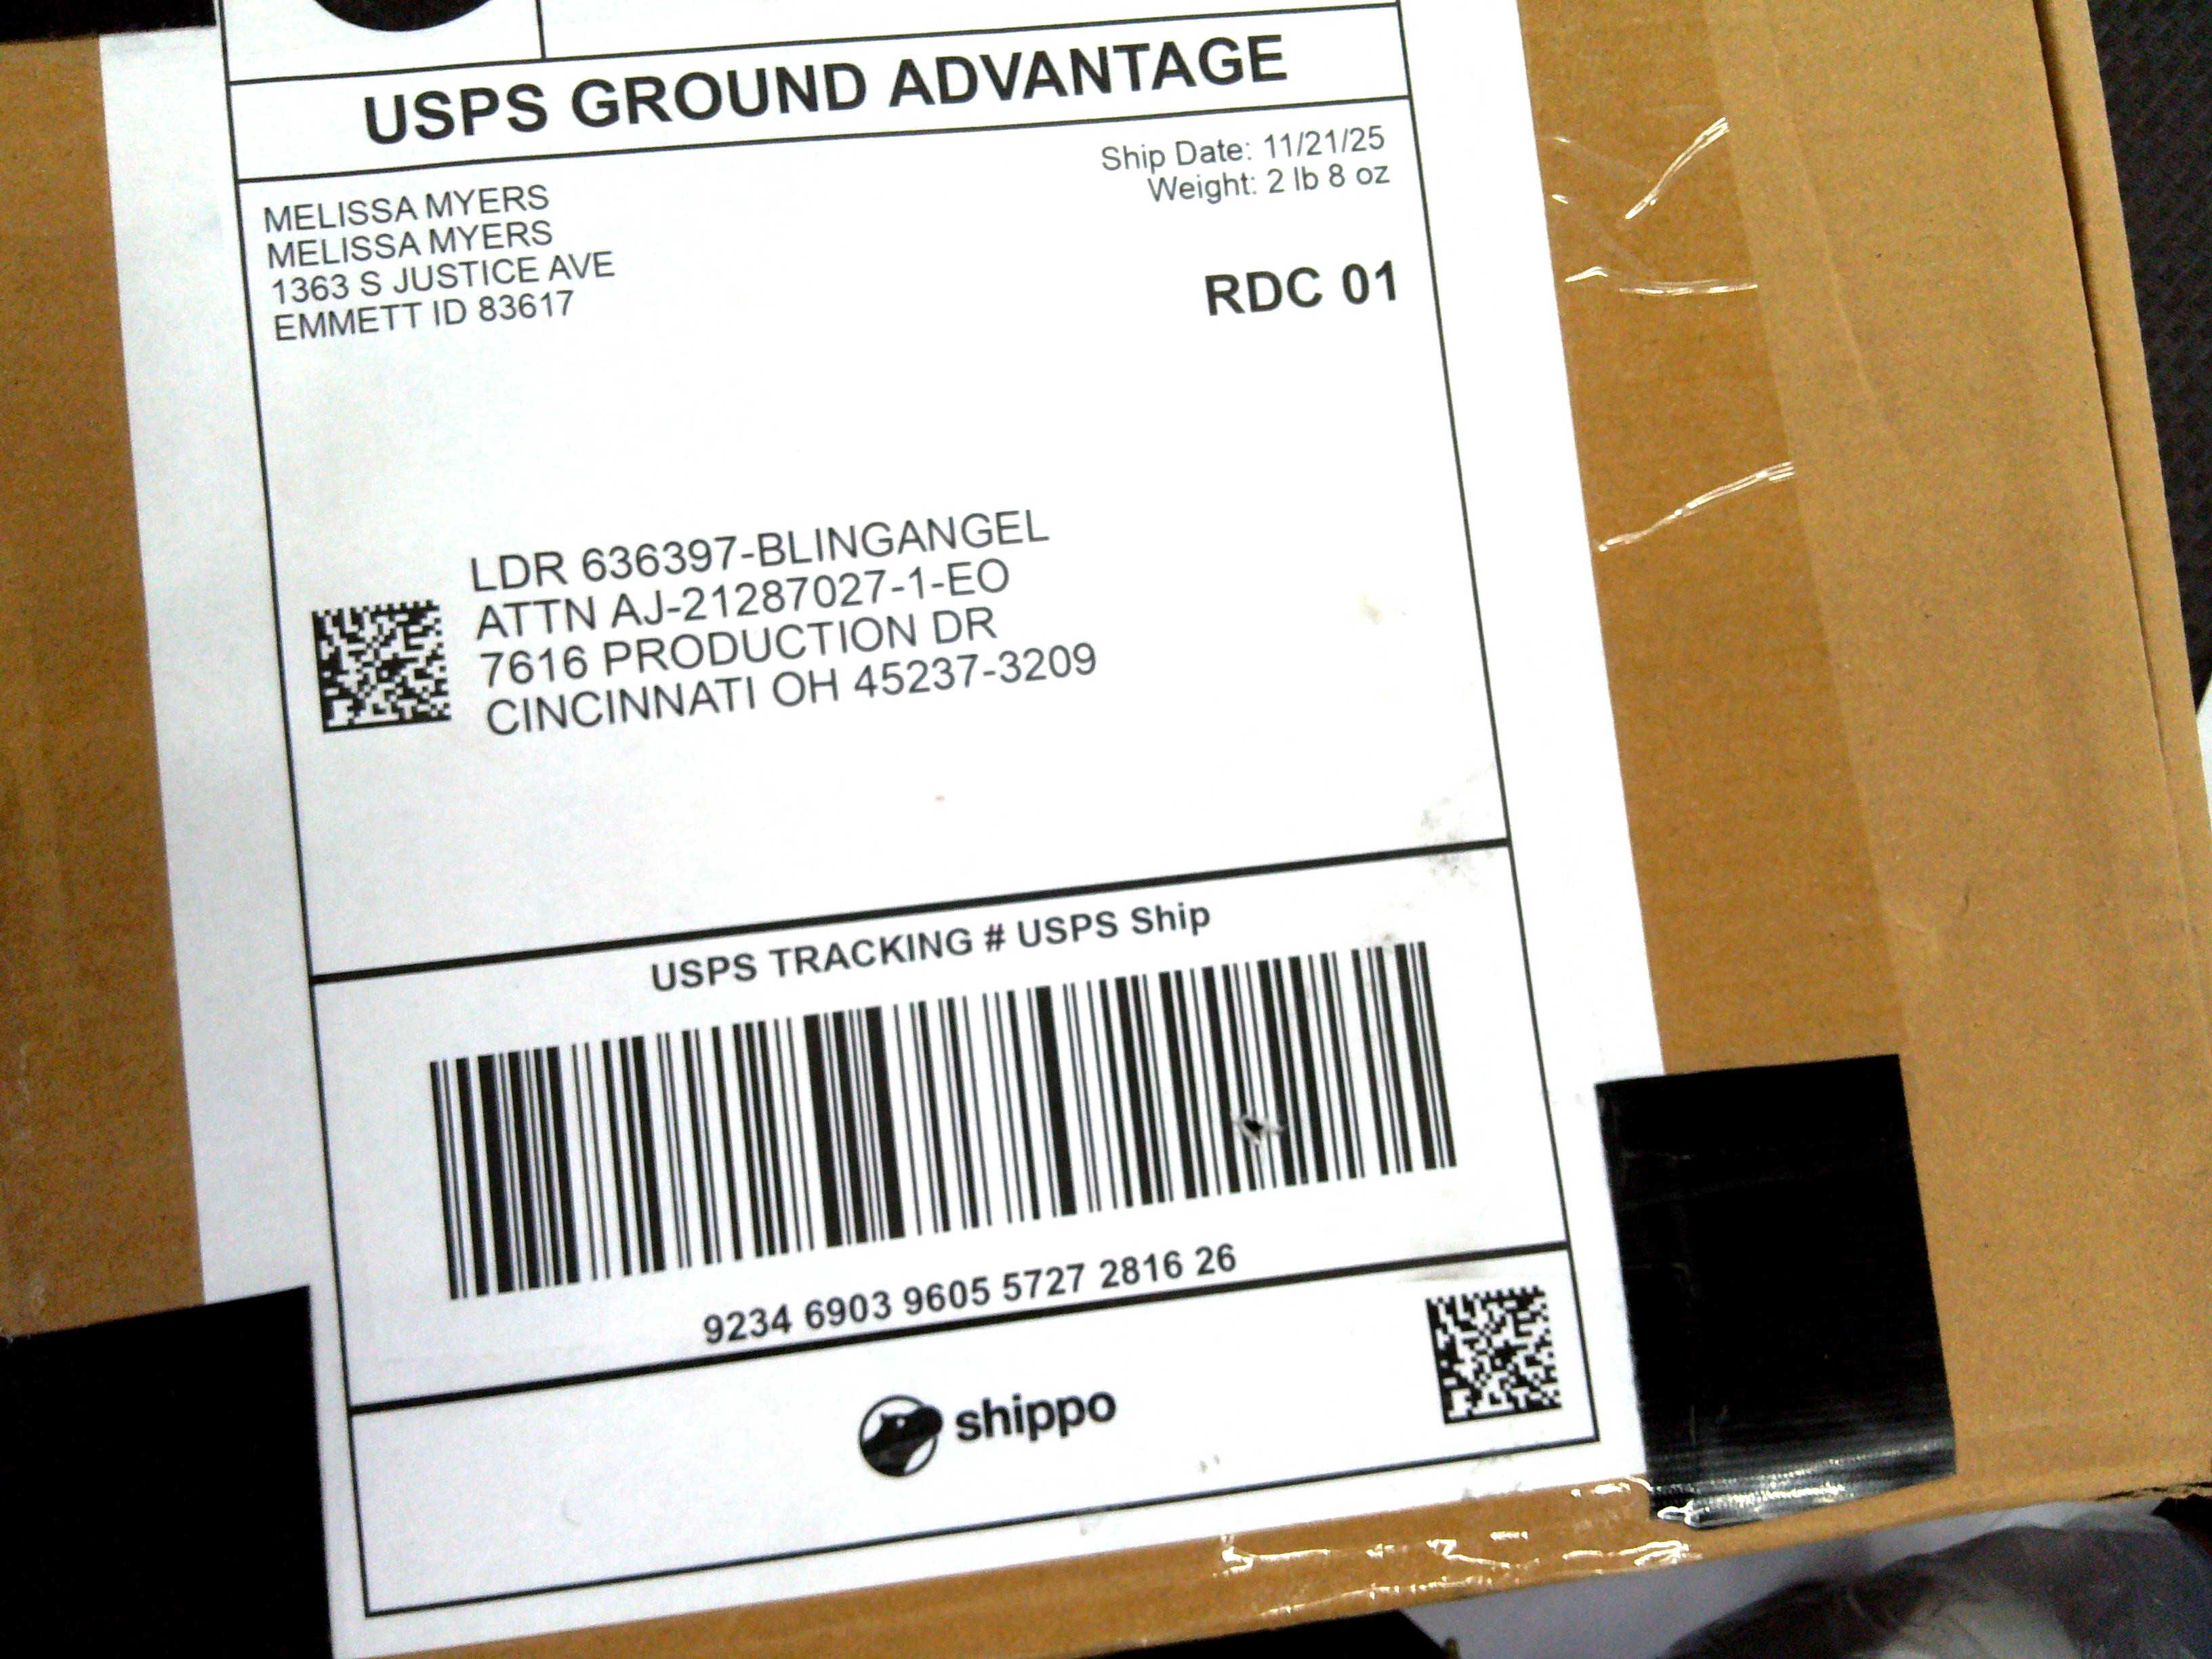 USPS GROUND ADVANTAGE
MELISSA MYERS
MELISSA MYERS
1363 S JUSTICE AVE
EMMETT ID 83617
Ship Date: 11/21/25
Weight: 2 lb 8 oz
RDC 01
LDR 636397-BLINGANGEL
ATTN AJ-21287027-1-EO
7616 PRODUCTION DR
CINCINNATI OH 45237-3209
USPS TRACKING # USPS Ship
9234 6903 9605 5727 2816 26
shippo